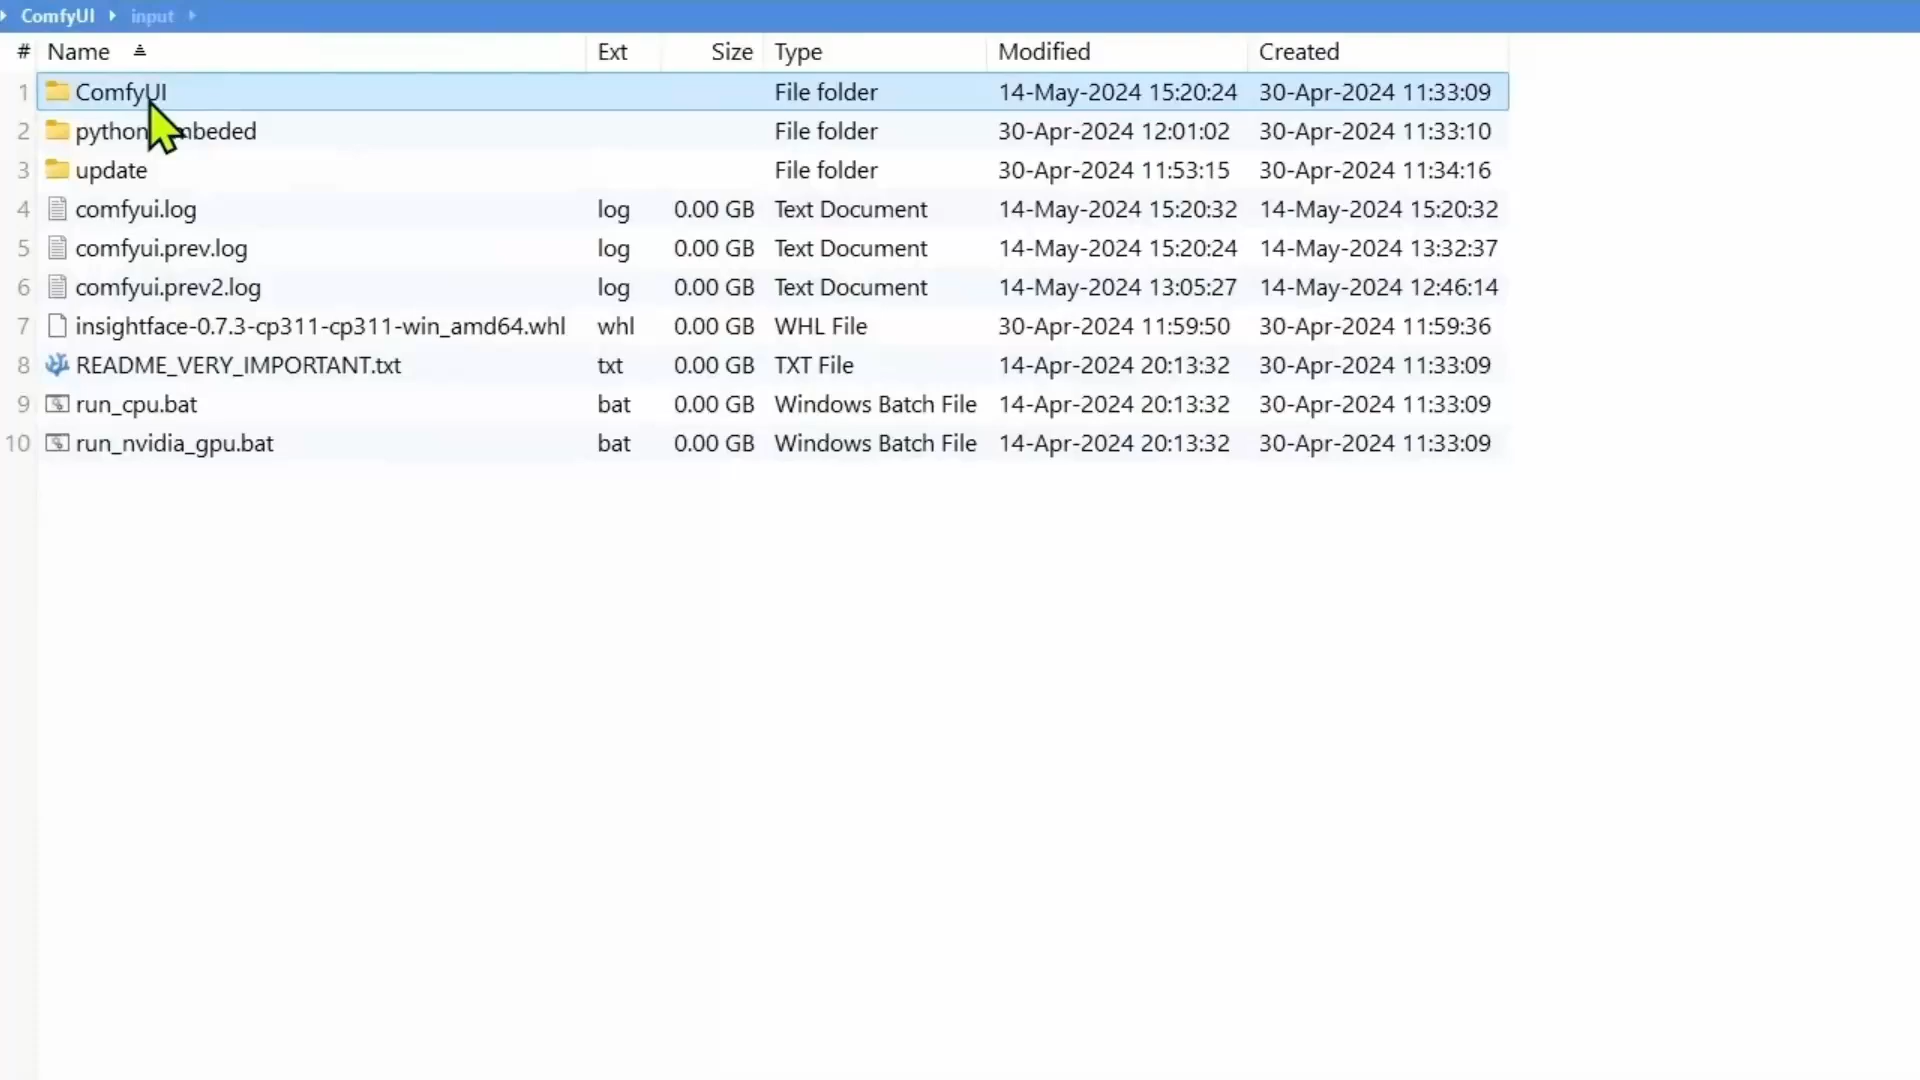 ComfyUI input
# Name Ext Size Type Modified Created
1 ComfyUI File folder 14-May-2024 15:20:24 30-Apr-2024 11:33:09
2 python mbeded File folder 30-Apr-2024 12:01:02 30-Apr-2024 11:33:10
3 update File folder 30-Apr-2024 11:53:15 30-Apr-2024 11:34:16
4 comfyui.log log 0.00 GB Text Document 14-May-2024 15:20:32 14-May-2024 15:20:32
5 comfyui.prev.log log 0.00 GB Text Document 14-May-2024 15:20:24 14-May-2024 13:32:37
6 comfyui.prev2.log log 0.00 GB Text Document 14-May-2024 13:05:27 14-May-2024 12:46:14
7 insightface-0.7.3-cp311-cp311-win_amd64.whl whl 0.00 GB WHL File 30-Apr-2024 11:59:50 30-Apr-2024 11:59:36
8 README_VERY_IMPORTANT.txt txt 0.00 GB TXT File 14-Apr-2024 20:13:32 30-Apr-2024 11:33:09
9 run_cpu.bat bat 0.00 GB Windows Batch File 14-Apr-2024 20:13:32 30-Apr-2024 11:33:09
10 run_nvidia_gpu.bat bat 0.00 GB Windows Batch File 14-Apr-2024 20:13:32 30-Apr-2024 11:33:09